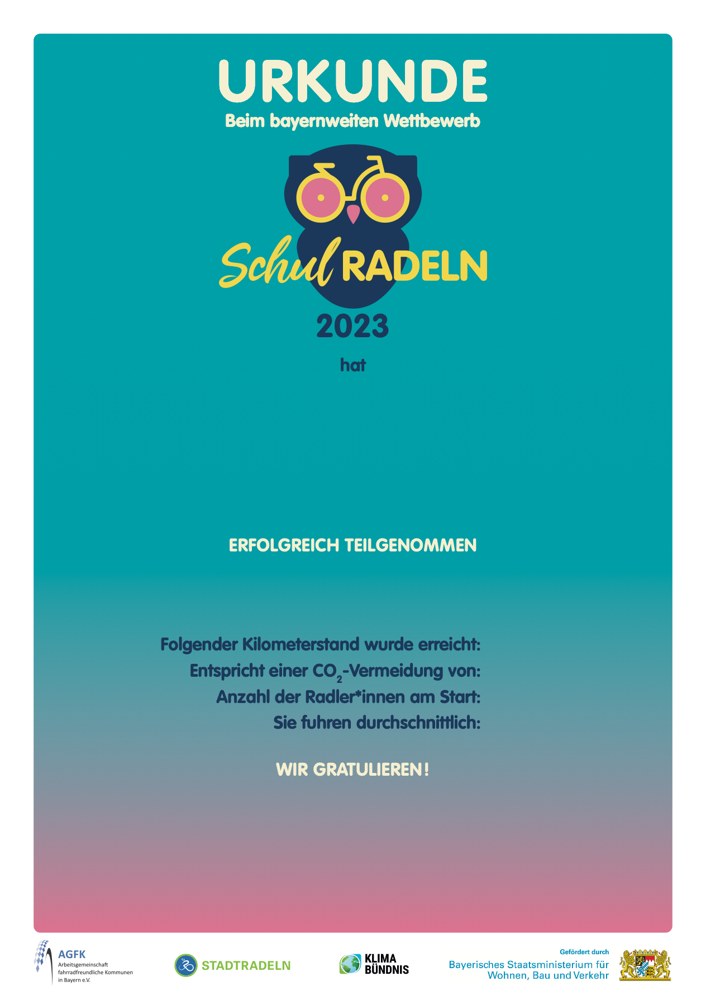 URKUNDE
Beim bayernweiten Wettbewerb
Schul RADELN
2023
hat
ERFOLGREICH TEILGENOMMEN
Folgender Kilometerstand wurde erreicht:
Entspricht einer CO₂-Vermeidung von:
Anzahl der Radler*innen am Start:
Sie fuhren durchschnittlich:
WIR GRATULIEREN!
AGFK
Arbeitsgemeinschaft
fahrradfreundliche Kommunen
in Bayern e.V.
STADTRADELN
KLIMA
BÜNDNIS
Gefördert durch
Bayerisches Staatsministerium für
Wohnen, Bau und Verkehr